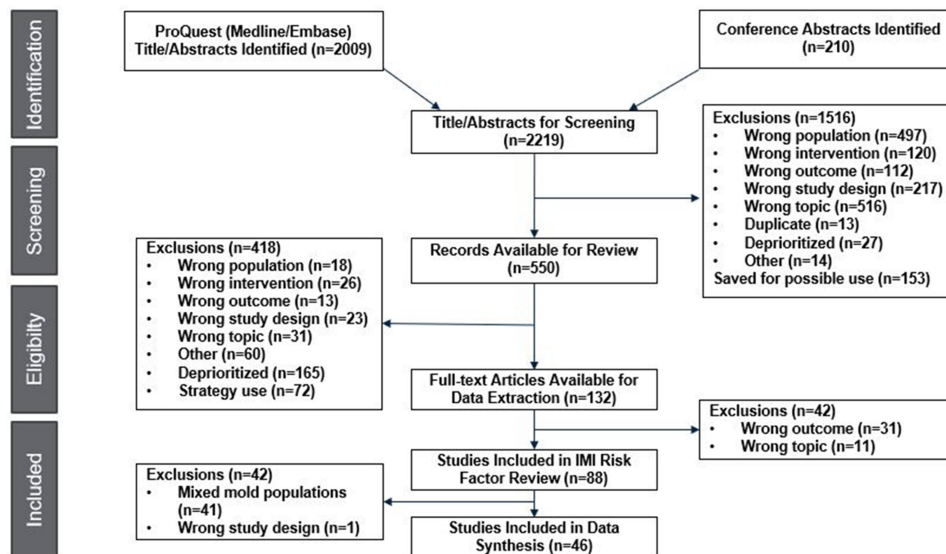 Identification
ProQuest (Medline/Embase)
Title/Abstracts Identified (n=2009)
Conference Abstracts Identified
(n=210)
Title/Abstracts for Screening
(n=2219)
Exclusions (n=1516)
• Wrong population (n=497)
• Wrong intervention (n=120)
• Wrong outcome (n=112)
• Wrong study design (n=217)
• Wrong topic (n=516)
• Duplicate (n=13)
• Deprioritized (n=27)
• Other (n=14)
Saved for possible use (n=153)
Screening
Records Available for Review
(n=550)
Exclusions (n=418)
• Wrong population (n=18)
• Wrong intervention (n=26)
• Wrong outcome (n=13)
• Wrong study design (n=23)
• Wrong topic (n=31)
• Other (n=60)
• Deprioritized (n=165)
• Strategy use (n=72)
Eligibilty
Full-text Articles Available for
Data Extraction (n=132)
Exclusions (n=42)
• Wrong outcome (n=31)
• Wrong topic (n=11)
Included
Studies Included in IMI Risk
Factor Review (n=88)
Exclusions (n=42)
• Mixed mold populations
(n=41)
• Wrong study design (n=1)
Studies Included in Data
Synthesis (n=46)